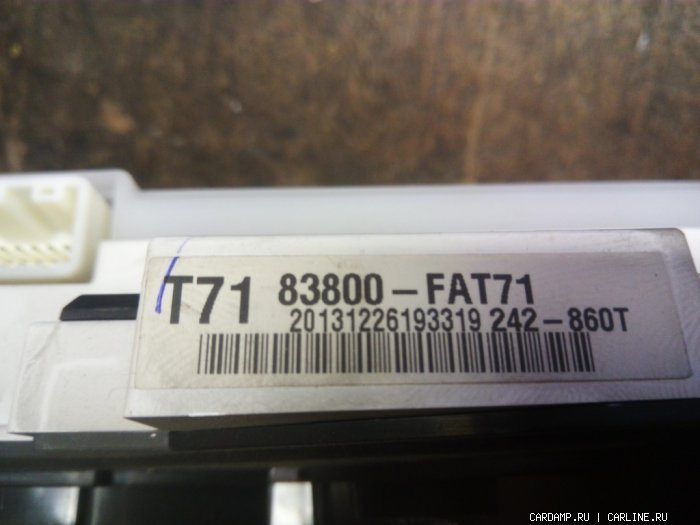 T71 83800-FAT71
20131226193319 242-860T
CARDAMP.RU | CARLINE.RU